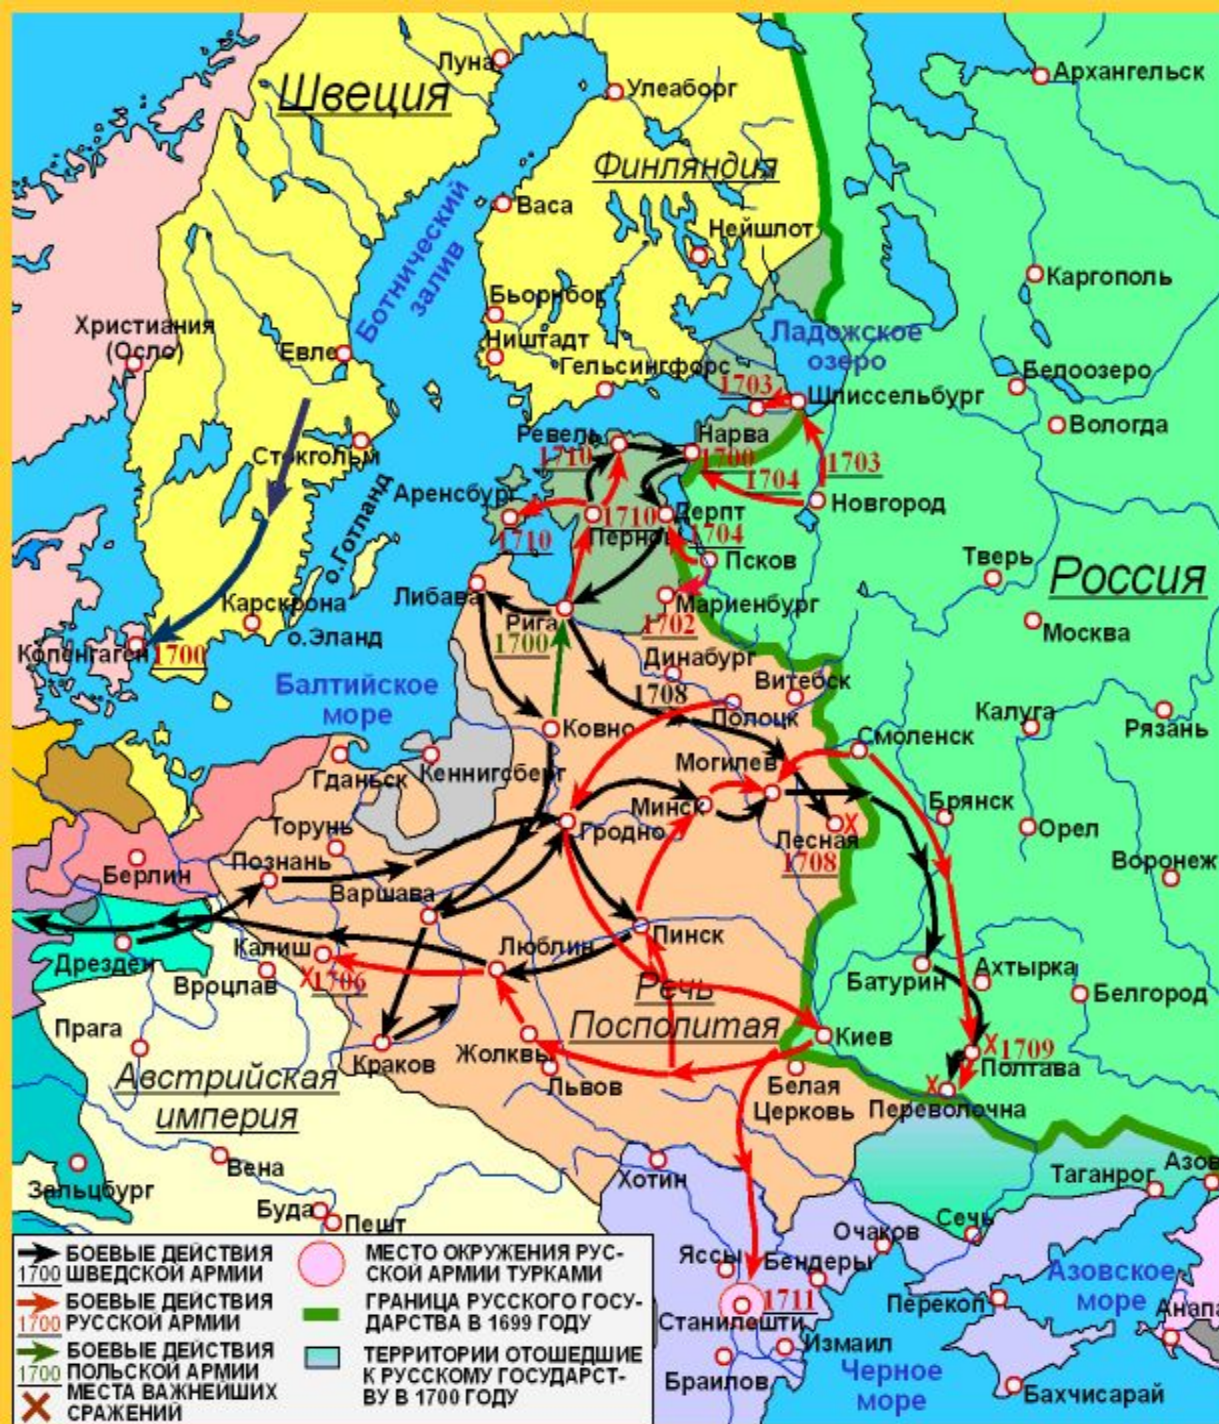 Луна
Швеция
Улеаборг
Архангельск
Финляндия
Ботнический
залив
Васа
Нейшлот
Каргополь
Бьорнборг
Христиания
(Осло)
Евле
Ништадт
Ладожское
озеро
Гельсингфорс
1703
Шлиссельбург
Белоозеро
Вологда
Стокгольм
Ревель
1710
Нарва
1700
1704
1703
Новгород
Аренсбург
1710
Пернов
1710
Дерпт
1704
Псков
Тверь
Россия
о.Готланд
Либава
Рига
1700
Мариенбург
1702
Москва
Карскрона
о.Эланд
Копенгаген
1700
Динабург
Витебск
1708
Полоцк
Балтийское
море
Ковно
Калуга
Рязань
Смоленск
Гданьск
Кеннигсберг
Могилев
Минск
Брянск
Торунь
Гродно
Лесная
1708
Орел
Воронеж
Берлин
Познань
Варшава
Дрезден
Калиш
1706
Люблин
Пинск
Вроцлав
Батурин
Ахтырка
Белгород
Речь
Посполитая
Прага
Краков
Жолквы
Львов
Киев
Белая
Церковь
1709
Полтава
Переволочна
Австрийская
империя
Вена
Зальцбург
Буда
Пешт
Хотин
Таганрог
Азов
Сечь
Очаков
Яссы
Бендеры
Азовское
море
Перекоп
Анапа
1711
Станилешти
Измаил
Браилов
Черное
море
Бахчисарай
БОЕВЫЕ ДЕЙСТВИЯ
1700 ШВЕДСКОЙ АРМИИ
БОЕВЫЕ ДЕЙСТВИЯ
1700 РУССКОЙ АРМИИ
БОЕВЫЕ ДЕЙСТВИЯ
1700 ПОЛЬСКОЙ АРМИИ
МЕСТА ВАЖНЕЙШИХ
СРАЖЕНИЙ
МЕСТО ОКРУЖЕНИЯ РУС-
СКОЙ АРМИИ ТУРКАМИ
ГРАНИЦА РУССКОГО ГОСУ-
ДАРСТВА В 1699 ГОДУ
ТЕРРИТОРИИ ОТОШЕДШИЕ
К РУССКОМУ ГОСУДАРСТ-
ВУ В 1700 ГОДУ